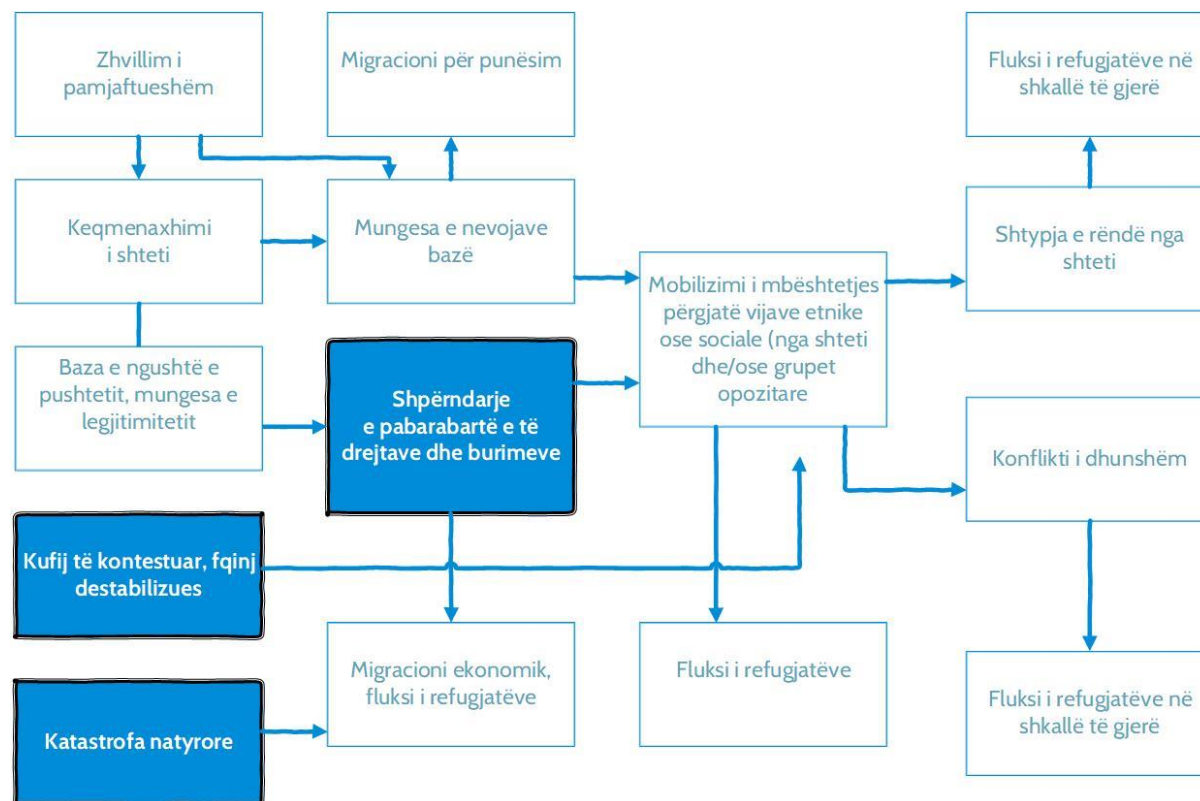 Zhvillim i
pamjaftueshëm
Migracioni për punësim
Fluksi i refugjatëve në
shkallë të gjerë
Keqmenaxhimi
i shteti
Mungesa e nevojave
bazë
Shtypja e rëndë nga
shteti
Mobilizimi i mbështetjes
përgjatë vijave etnike
ose sociale (nga shteti
dhe/ose grupet
opozitare
Baza e ngushtë e
pushtetit, mungesa e
legjitimitetit
Shpërndarje
e pabarabartë e të
drejtave dhe burimeve
Konflikti i dhunshëm
Kufij të kontestuar, fqinj
destabilizues
Migracioni ekonomik,
fluksi i refugjatëve
Fluksi i refugjatëve
Fluksi i refugjatëve në
shkallë të gjerë
Katastrofa natyrore